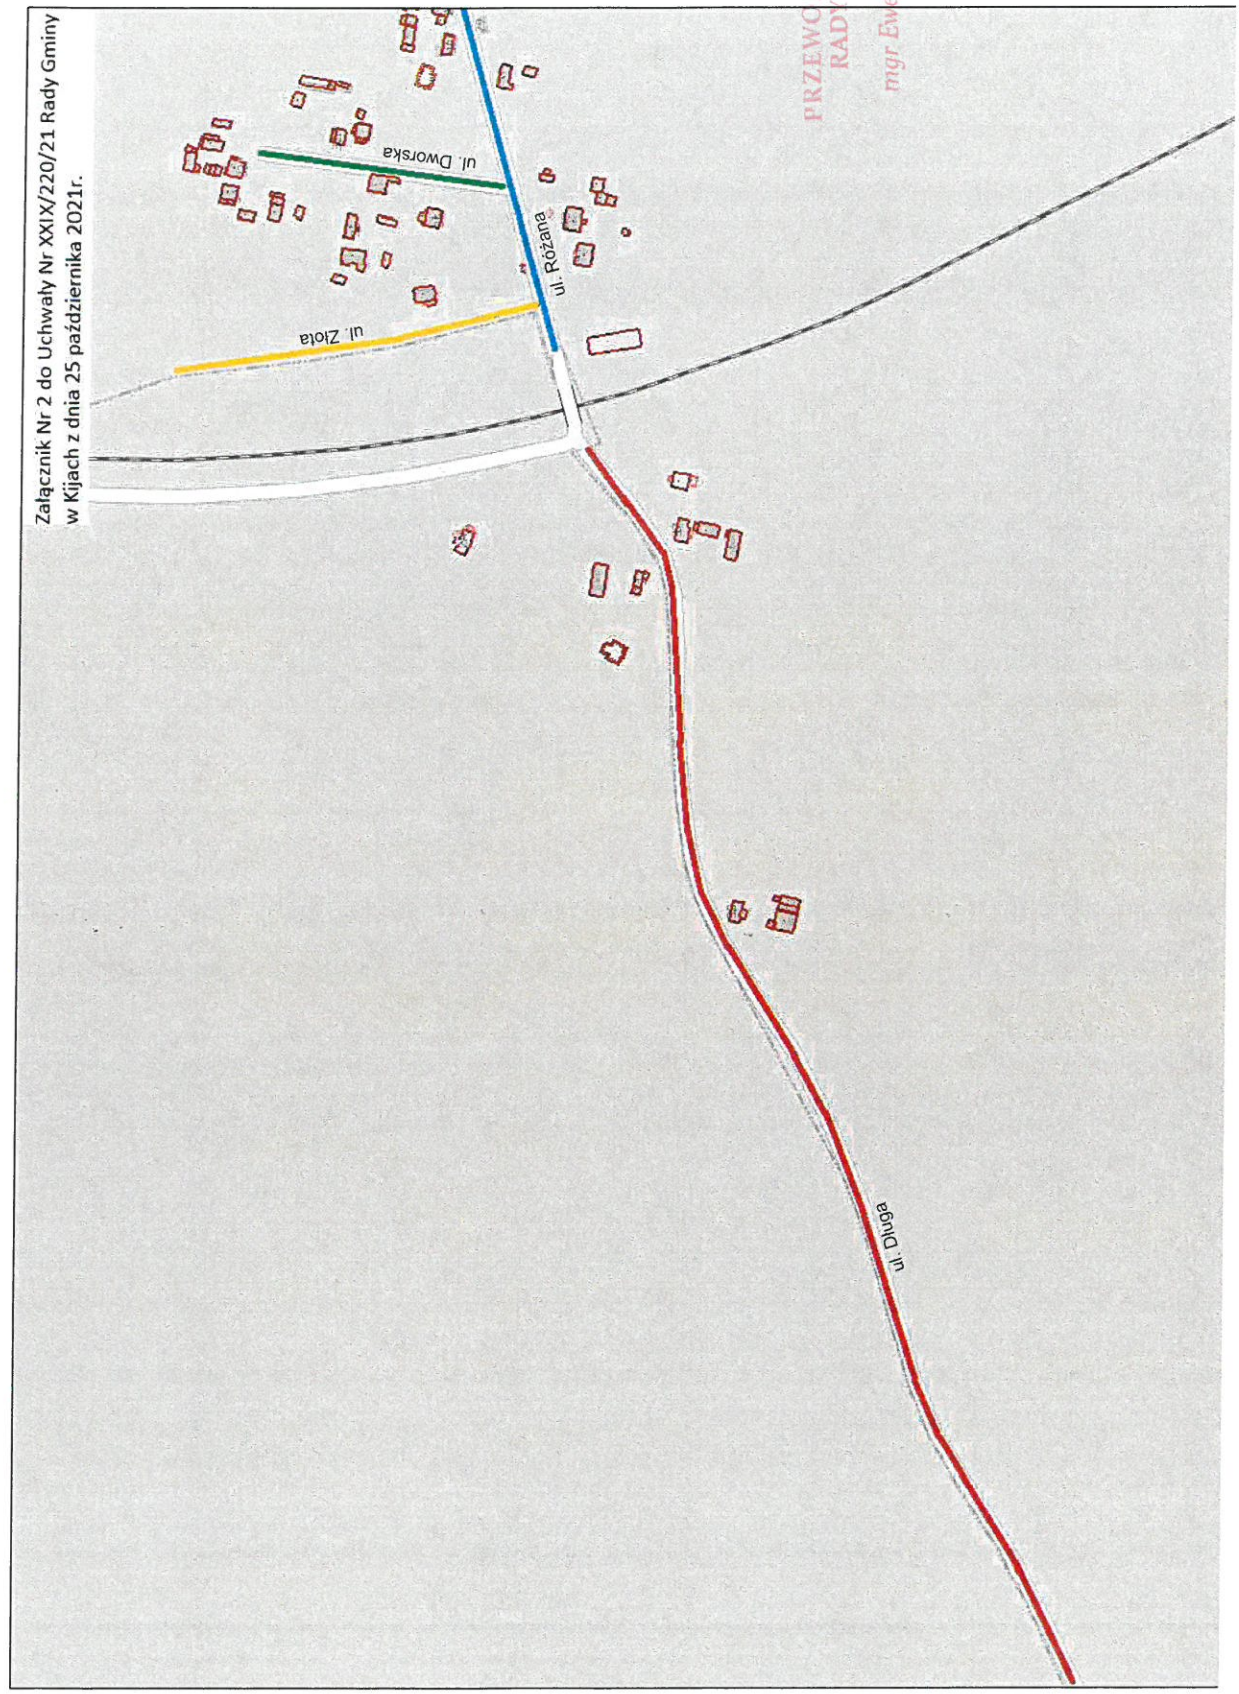 Załącznik Nr 2 do Uchwały Nr XXIX/220/21 Rady Gminy
w Kijach z dnia 25 października 2021r.
ul. Dworska
ul. Różana
ul. Złota
ul. Długa
PRZEWO
RADY
mgr Ewe